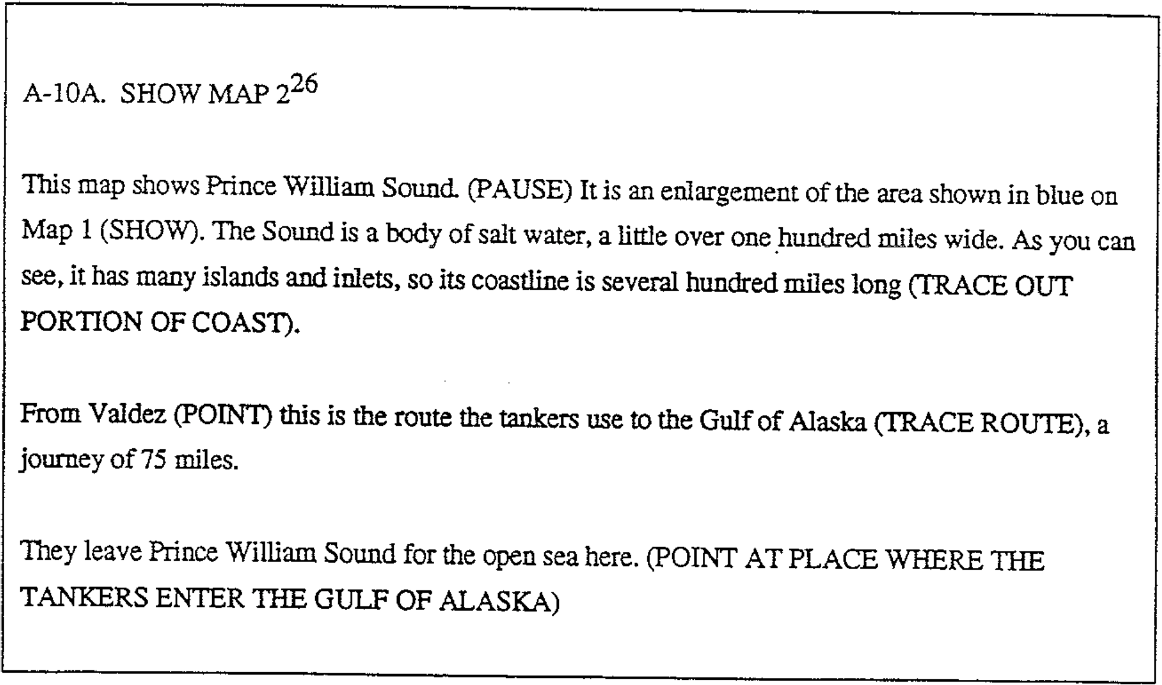 A-10A. SHOW MAP 2²⁶
This map shows Prince William Sound. (PAUSE) It is an enlargement of the area shown in blue on
Map 1 (SHOW). The Sound is a body of salt water, a little over one hundred miles wide. As you can
see, it has many islands and inlets, so its coastline is several hundred miles long (TRACE OUT
PORTION OF COAST).
From Valdez (POINT) this is the route the tankers use to the Gulf of Alaska (TRACE ROUTE), a
journey of 75 miles.
They leave Prince William Sound for the open sea here. (POINT AT PLACE WHERE THE
TANKERS ENTER THE GULF OF ALASKA)